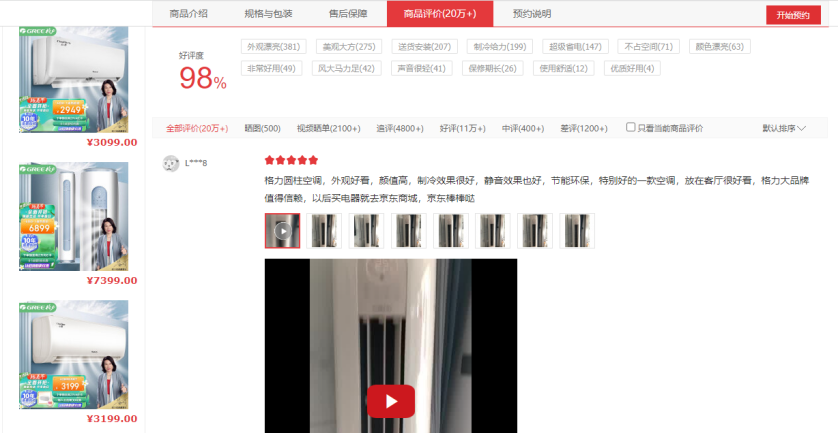 商品介绍 规格与包装 售后保障 商品评价(20万+) 预约说明 开始预约
GREE
2949
¥3099.00
GREE
6899
¥7399.00
GREE
3199
¥3199.00
好评度
98%
外观漂亮(381) 美观大方(275) 送货安装(207) 制冷给力(199) 超级省电(147) 不占空间(71) 颜色漂亮(63)
非常好用(49) 风大马力足(42) 声音很轻(41) 保修期长(26) 使用舒适(12) 优质好用(4)
全部评价(20万+) 晒图(500) 视频晒单(2100+) 追评(4800+) 好评(11万+) 中评(400+) 差评(1200+) 只看当前商品评价 默认排序
L***8
格力圆柱空调，外观好看，颜值高，制冷效果很好，静音效果也好，节能环保，特别好的一款空调，放在客厅很好看，格力大品牌
值得信赖，以后买电器就去京东商城，京东棒棒哒